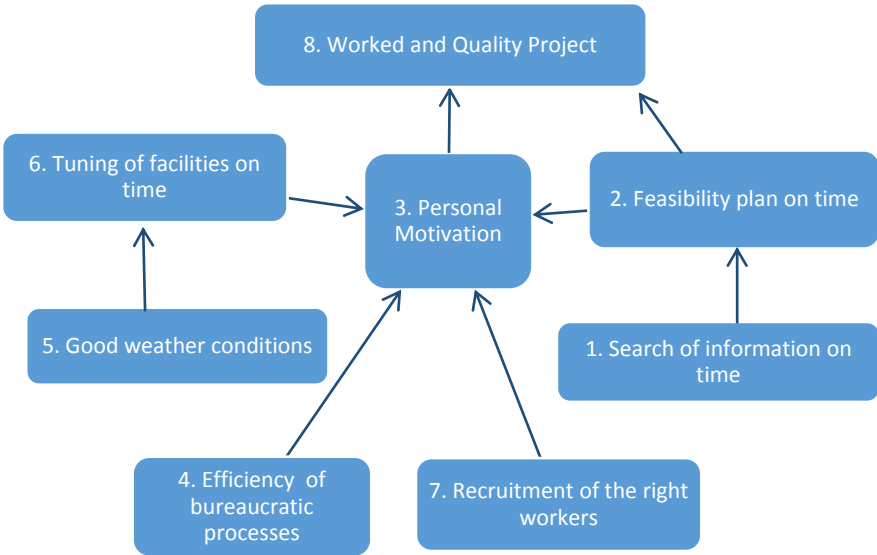 8. Worked and Quality Project
6. Tuning of facilities on
time
3. Personal
Motivation
2. Feasibility plan on time
5. Good weather conditions
1. Search of information on
time
4. Efficiency of
bureaucratic
processes
7. Recruitment of the right
workers